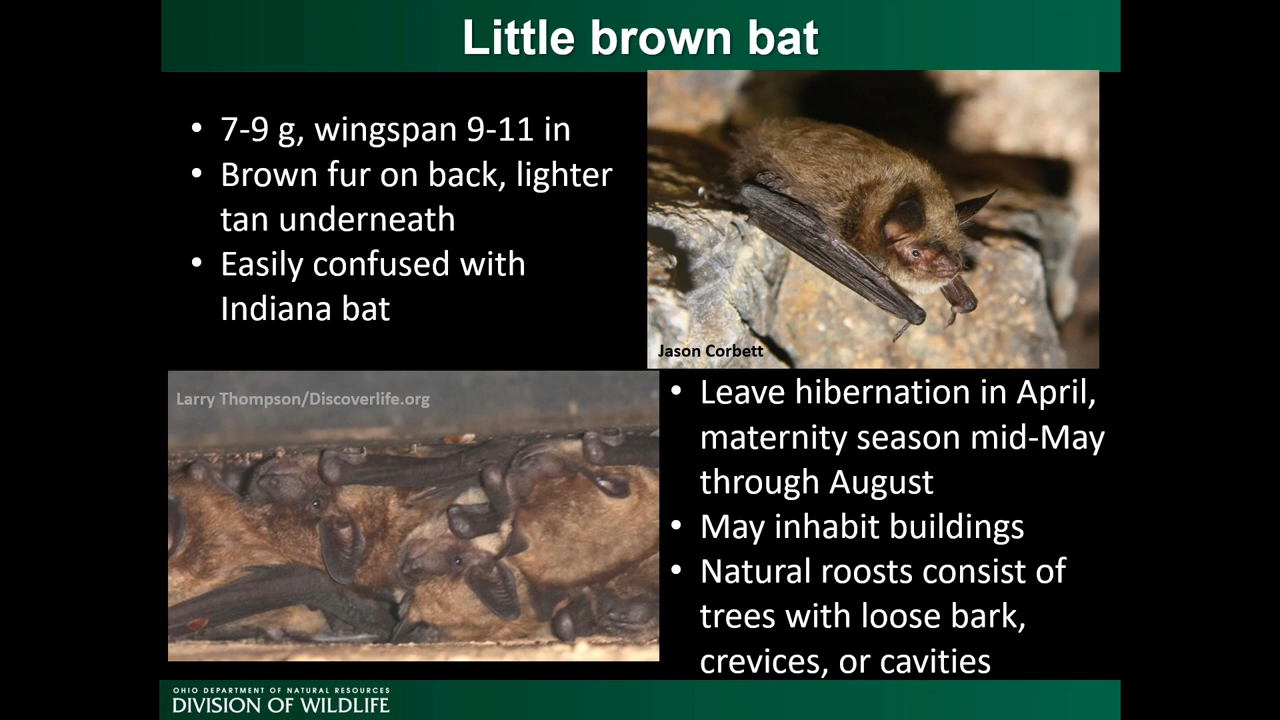 Little brown bat
• 7-9 g, wingspan 9-11 in
• Brown fur on back, lighter
tan underneath
• Easily confused with
Indiana bat
Jason Corbett
Larry Thompson/Discoverlife.org
• Leave hibernation in April,
maternity season mid-May
through August
• May inhabit buildings
• Natural roosts consist of
trees with loose bark,
crevices, or cavities
OHIO DEPARTMENT OF NATURAL RESOURCES
DIVISION OF WILDLIFE